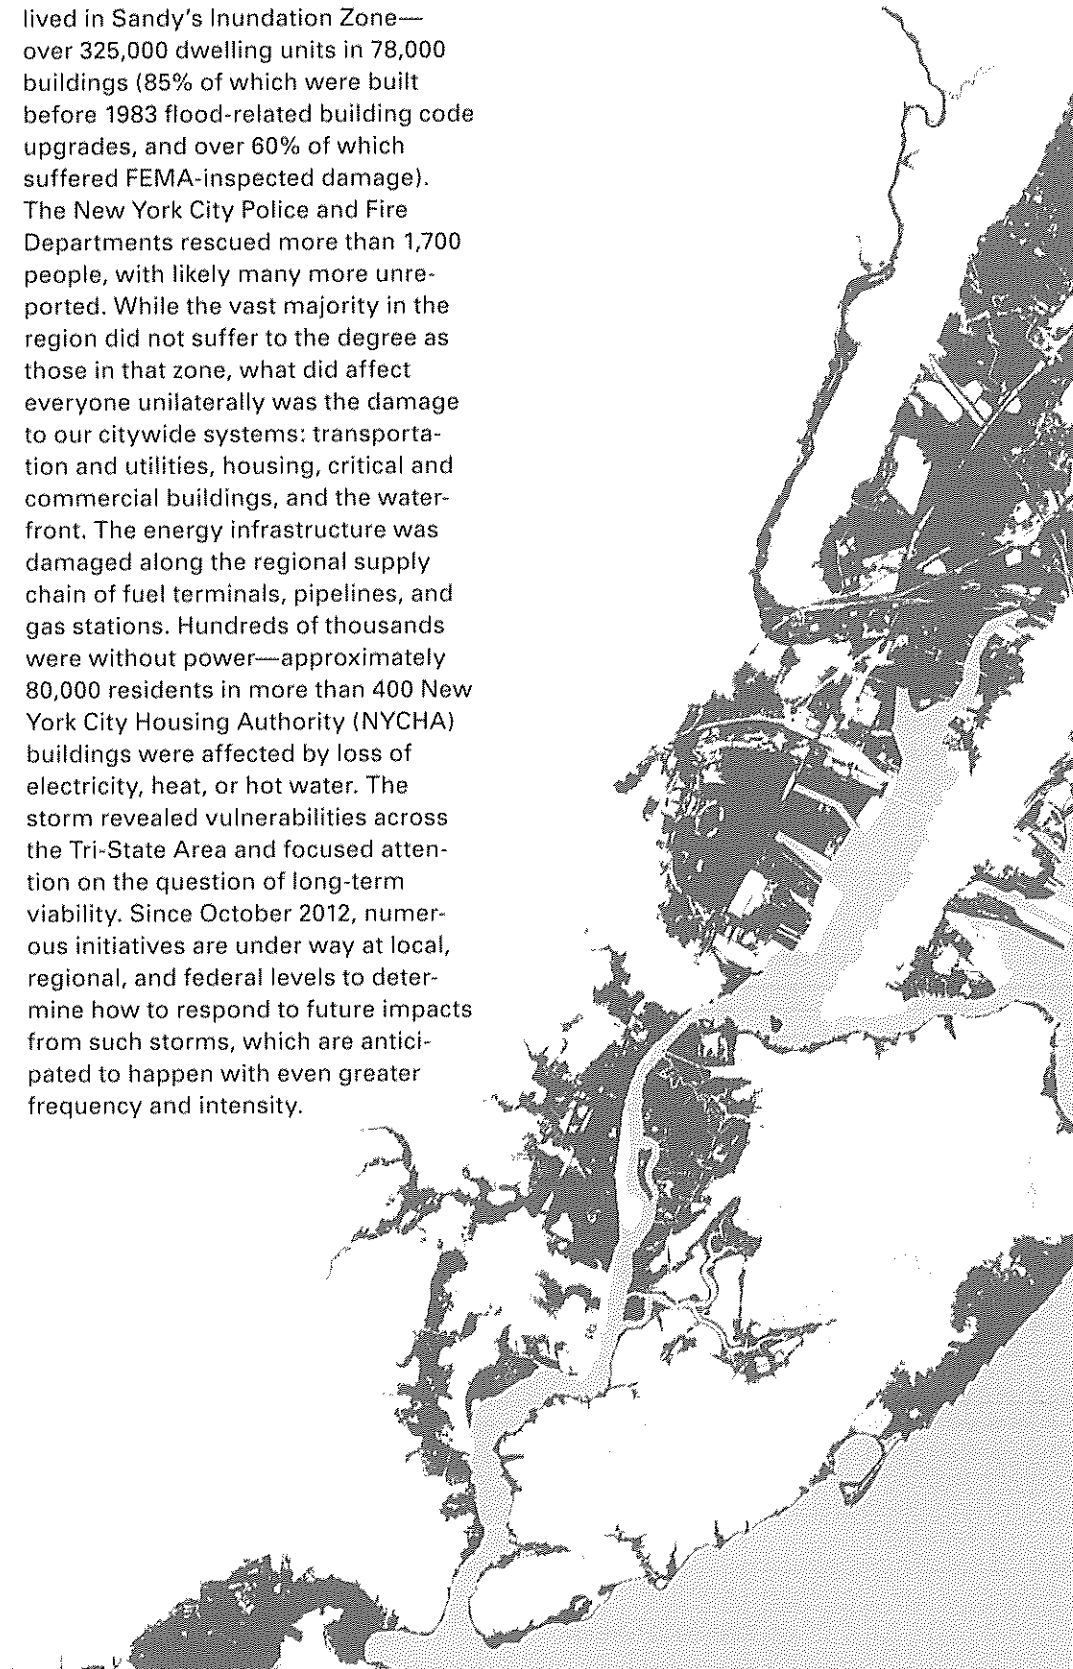 lived in Sandy’s Inundation Zone—
over 325,000 dwelling units in 78,000
buildings (85% of which were built
before 1983 flood-related building code
upgrades, and over 60% of which
suffered FEMA-inspected damage).
The New York City Police and Fire
Departments rescued more than 1,700
people, with likely many more unre-
ported. While the vast majority in the
region did not suffer to the degree as
those in that zone, what did affect
everyone unilaterally was the damage
to our citywide systems: transporta-
tion and utilities, housing, critical and
commercial buildings, and the water-
front. The energy infrastructure was
damaged along the regional supply
chain of fuel terminals, pipelines, and
gas stations. Hundreds of thousands
were without power—approximately
80,000 residents in more than 400 New
York City Housing Authority (NYCHA)
buildings were affected by loss of
electricity, heat, or hot water. The
storm revealed vulnerabilities across
the Tri-State Area and focused atten-
tion on the question of long-term
viability. Since October 2012, numer-
ous initiatives are under way at local,
regional, and federal levels to deter-
mine how to respond to future impacts
from such storms, which are antici-
pated to happen with even greater
frequency and intensity.